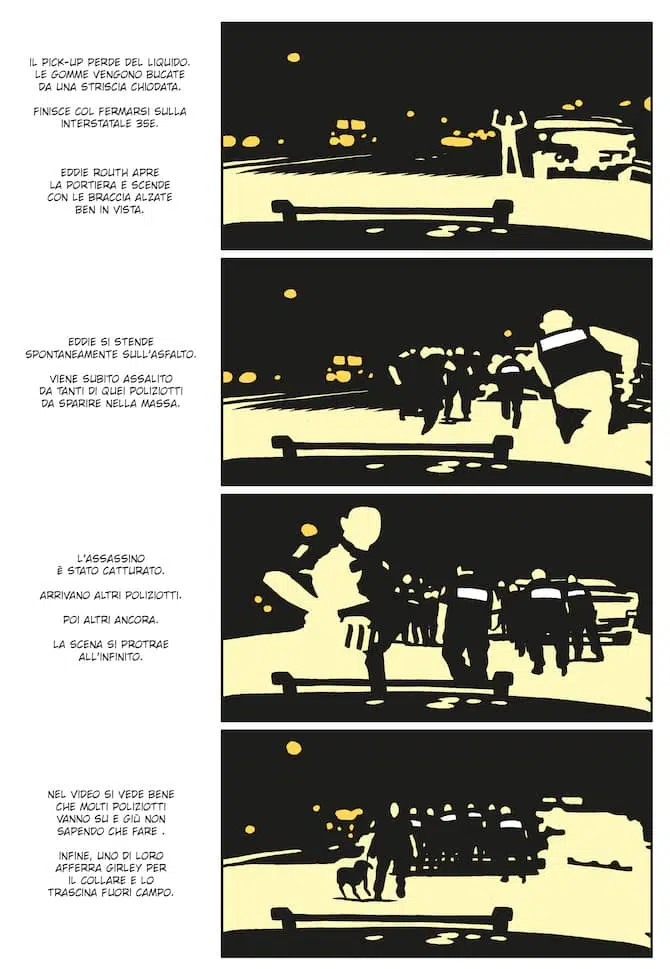 IL PICK-UP PERDE DEL LIQUIDO.
LE GOMME VENGONO BUCATE
DA UNA STRISCIA CHIODATA.
FINISCE COL FERMARSI SULLA
INTERSTATALE 35E.
EDDIE ROUTH APRE
LA PORTIERA E SCENDE
CON LE BRACCIA ALZATE
BEN IN VISTA.
EDDIE SI STENDE
SPONTANEAMENTE SULL'ASFALTO.
VIENE SUBITO ASSALITO
DA TANTI DI QUEI POLIZIOTTI
DA SPARIRE NELLA MASSA.
L'ASSASSINO
È STATO CATTURATO.
ARRIVANO ALTRI POLIZIOTTI.
POI ALTRI ANCORA.
LA SCENA SI PROTRAE
ALL'INFINITO.
NEL VIDEO SI VEDE BENE
CHE MOLTI POLIZIOTTI
VANNO SU E GIÙ NON
SAPENDO CHE FARE .
INFINE, UNO DI LORO
AFFERRA GIRLEY PER
IL COLLARE E LO
TRASCINA FUORI CAMPO.